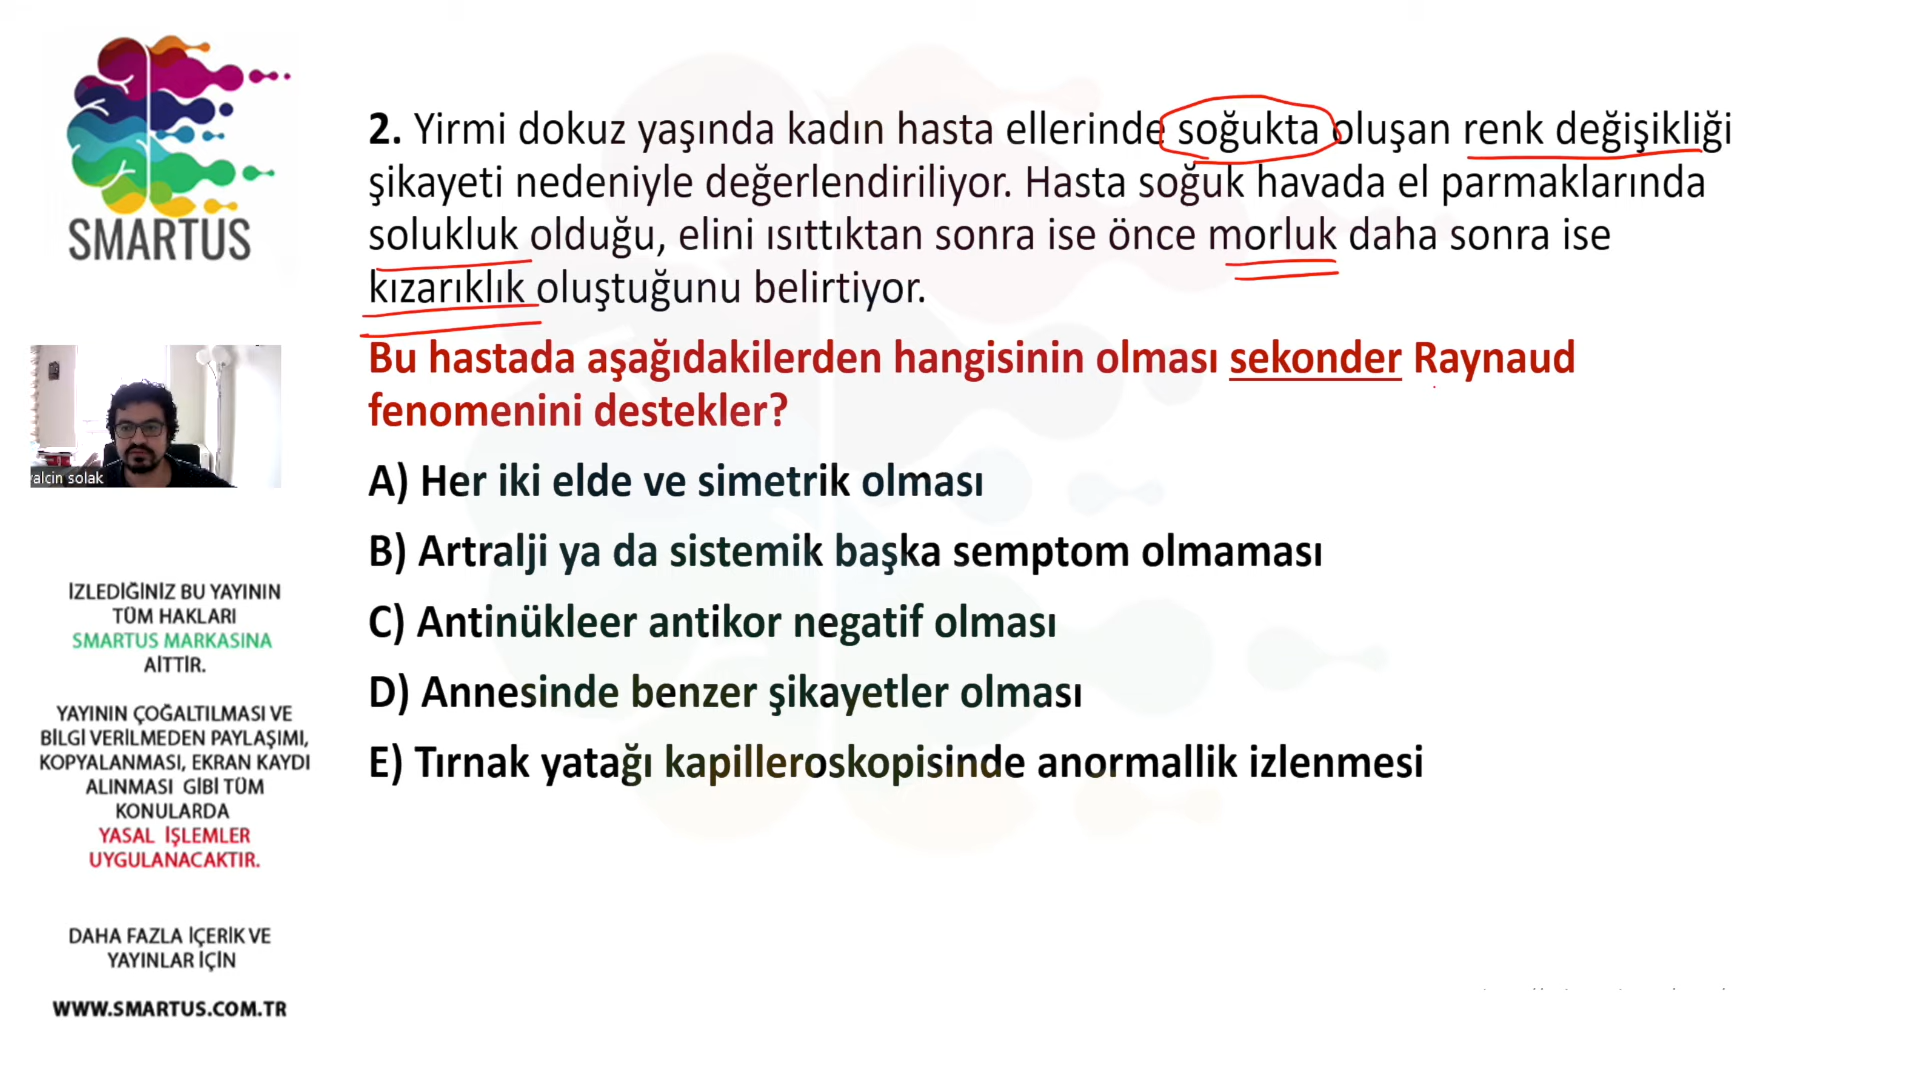 SMARTUS
2. Yirmi dokuz yaşında kadın hasta ellerinde soğukta oluşan renk değişikliği
şikayeti nedeniyle değerlendiriliyor. Hasta soğuk havada el parmaklarında
solukluk olduğu, elini ısıttıktan sonra ise önce morluk daha sonra ise
kızarıklık oluştuğunu belirtiyor.
Bu hastada aşağıdakilerden hangisinin olması sekonder Raynaud
fenomenini destekler?
A) Her iki elde ve simetrik olması
B) Artralji ya da sistemik başka semptom olmaması
C) Antinükleer antikor negatif olması
D) Annesinde benzer şikayetler olması
E) Tırnak yatağı kapilleroskopisinde anormallik izlenmesi
yalcin solak
İZLEDİĞİNİZ BU YAYININ
TÜM HAKLARI
SMARTUS MARKASINA
AİTTİR.
YAYININ ÇOĞALTILMASI VE
BİLGİ VERİLMEDEN PAYLAŞIMI,
KOPYALANMASI, EKRAN KAYDI
ALINMASI GİBİ TÜM
KONULARDA
YASAL İŞLEMLER
UYGULANACAKTIR.
DAHA FAZLA İÇERİK VE
YAYINLAR İÇİN
WWW.SMARTUS.COM.TR